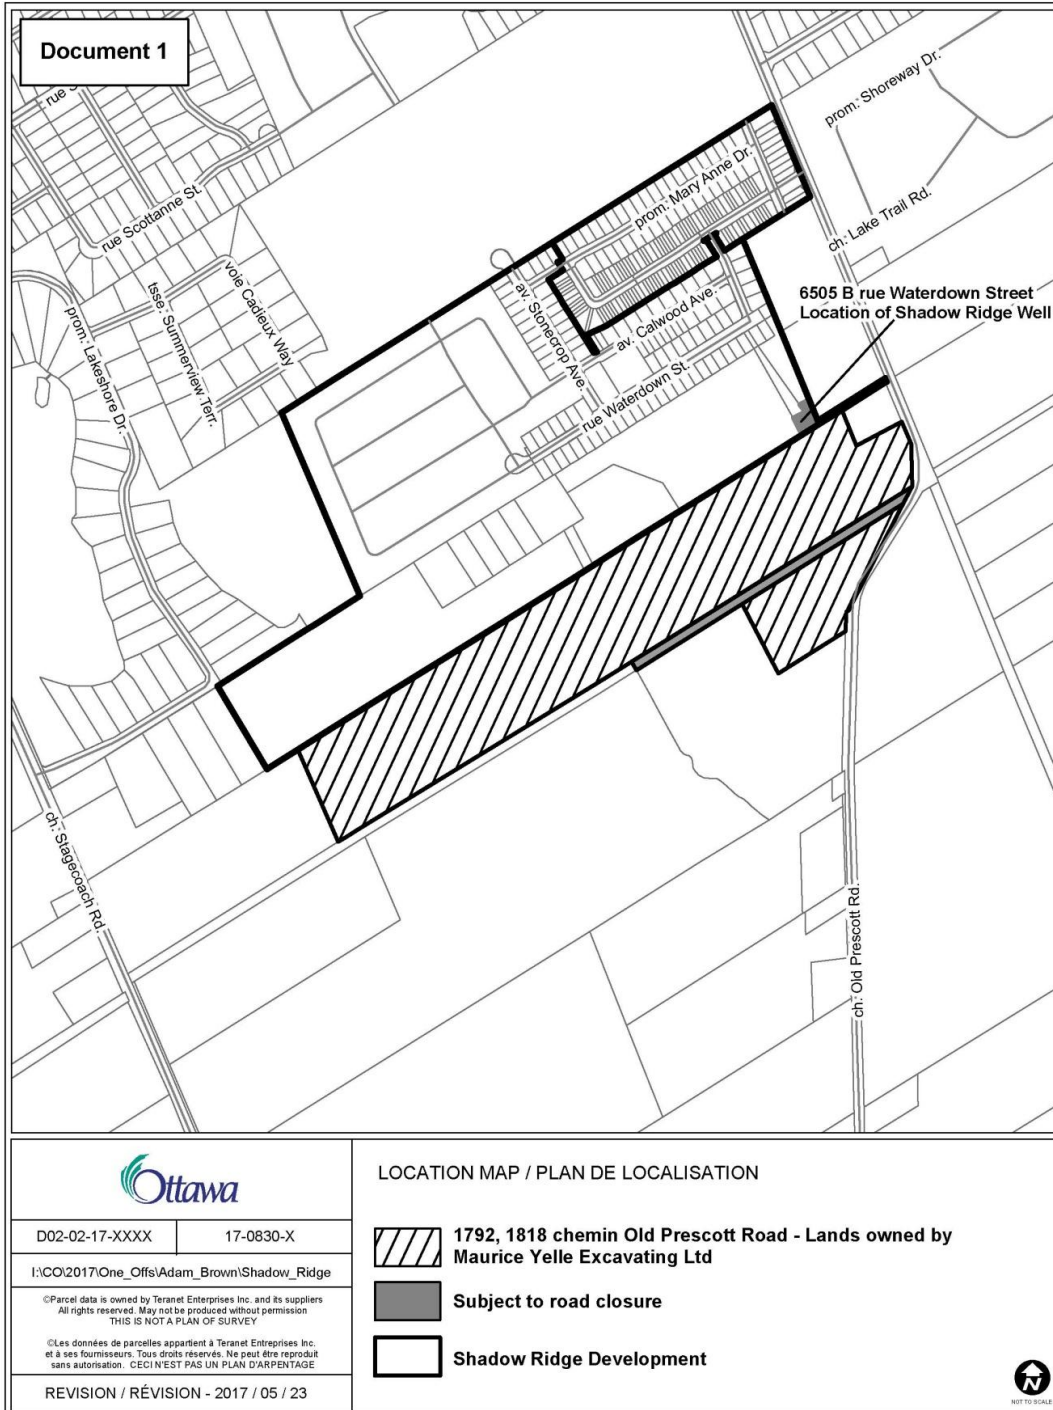 Document 1
rue S
rue Scottanne St.
voie Cadieux Way
tsse. Summerview Terr.
prom. Lakeshore Dr.
prom. Shoreway Dr.
prom. Mary Anne Dr.
ch. Lake Trail Rd.
av. Stonecrop Ave.
av. Calwood Ave.
rue Waterdown St.
6505 B rue Waterdown Street
Location of Shadow Ridge Well
ch. Stagecoach Rd.
ch. Old Prescott Rd.
Ottawa
D02-02-17-XXXX
17-0830-X
I:\CO\2017\One_Offs\Adam_Brown\Shadow_Ridge
©Parcel data is owned by Teranet Enterprises Inc. and its suppliers
All rights reserved. May not be produced without permission
THIS IS NOT A PLAN OF SURVEY
©Les données de parcelles appartient à Teranet Entreprises Inc.
et à ses fournisseurs. Tous droits réservés. Ne peut être reproduit
sans autorisation. CECI N'EST PAS UN PLAN D'ARPENTAGE
REVISION / RÉVISION - 2017 / 05 / 23
LOCATION MAP / PLAN DE LOCALISATION
1792, 1818 chemin Old Prescott Road - Lands owned by
Maurice Yelle Excavating Ltd
Subject to road closure
Shadow Ridge Development
N
NOT TO SCALE